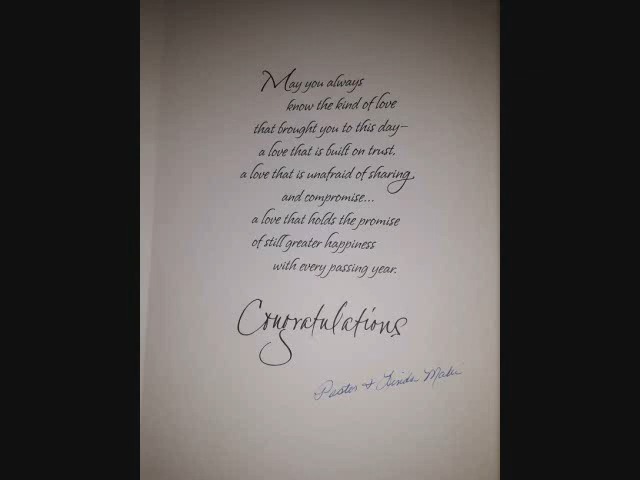 May you always
know the kind of love
that brought you to this day—
a love that is built on trust,
a love that is unafraid of sharing
and compromise...
a love that holds the promise
of still greater happiness
with every passing year.
Congratulations
Pastor + Linda